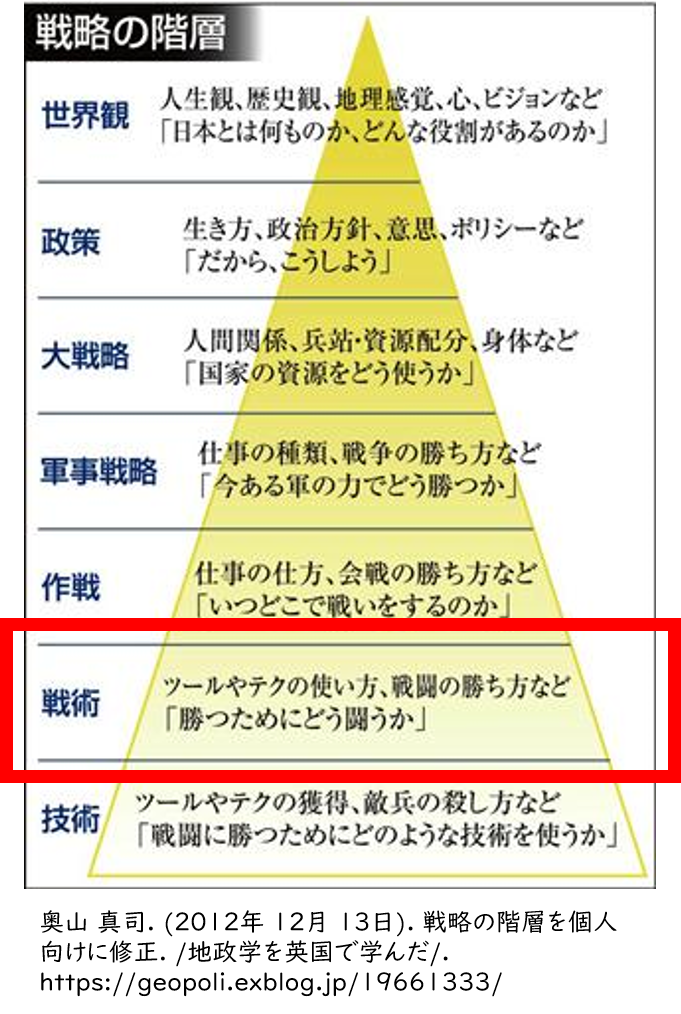 戦略の階層
世界観
人生観、歴史観、地理感覚、心、ビジョンなど
「日本とは何ものか、どんな役割があるのか」
政策
生き方、政治方針、意思、ポリシーなど
「だから、こうしよう」
大戦略
人間関係、兵站・資源配分、身体など
「国家の資源をどう使うか」
軍事戦略
仕事の種類、戦争の勝ち方など
「今ある軍の力でどう勝つか」
作戦
仕事の仕方、会戦の勝ち方など
「いつどこで戦いをするのか」
戦術
ツールやテクの使い方、戦闘の勝ち方など
「勝つためにどう闘うか」
技術
ツールやテクの獲得、敵兵の殺し方など
「戦闘に勝つためにどのような技術を使うか」
奥山 真司. (2012年 12月 13日). 戦略の階層を個人
向けに修正. /地政学を英国で学んだ/.
https://geopoli.exblog.jp/19661333/